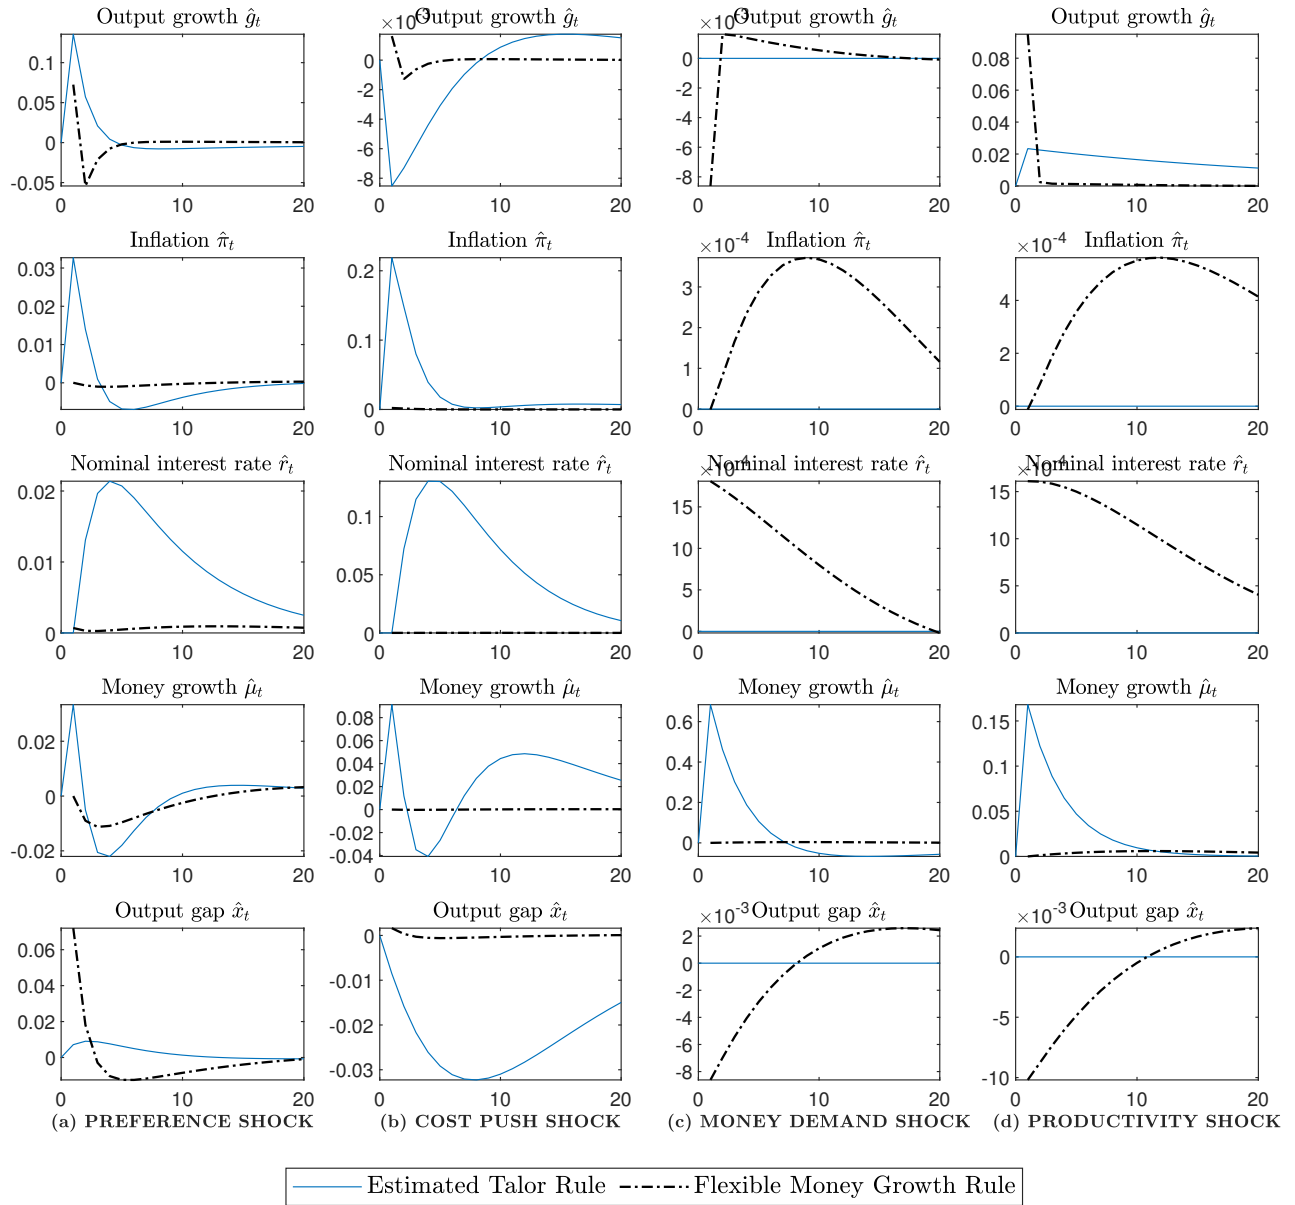 Output growth ĝt
×10-3 Output growth ĝt
×10-3 Output growth ĝt
Output growth ĝt
0.1
0.05
0
-0.05
0 10 20
0
-2
-4
-6
-8
0 10 20
0
-2
-4
-6
-8
0 10 20
0.08
0.06
0.04
0.02
0
0 10 20
Inflation π̂t
Inflation π̂t
×10-4 Inflation π̂t
×10-4 Inflation π̂t
0.03
0.02
0.01
0
0 10 20
0.2
0.1
0
0 10 20
3
2
1
0
0 10 20
4
2
0
0 10 20
Nominal interest rate r̂t
Nominal interest rate r̂t
×10-4 Nominal interest rate r̂t
×10-4 Nominal interest rate r̂t
0.02
0.01
0
0 10 20
0.1
0.05
0
0 10 20
15
10
5
0
0 10 20
15
10
5
0
0 10 20
Money growth μ̂t
Money growth μ̂t
Money growth μ̂t
Money growth μ̂t
0.02
0
-0.02
0 10 20
0.08
0.06
0.04
0.02
0
-0.02
-0.04
0 10 20
0.6
0.4
0.2
0
0 10 20
0.15
0.1
0.05
0
0 10 20
Output gap x̂t
Output gap x̂t
×10-3 Output gap x̂t
×10-3 Output gap x̂t
0.06
0.04
0.02
0
0 10 20
0
-0.01
-0.02
-0.03
0 10 20
2
0
-2
-4
-6
-8
0 10 20
0
-5
-10
0 10 20
(a) PREFERENCE SHOCK
(b) COST PUSH SHOCK
(c) MONEY DEMAND SHOCK
(d) PRODUCTIVITY SHOCK
Estimated Talor Rule
Flexible Money Growth Rule